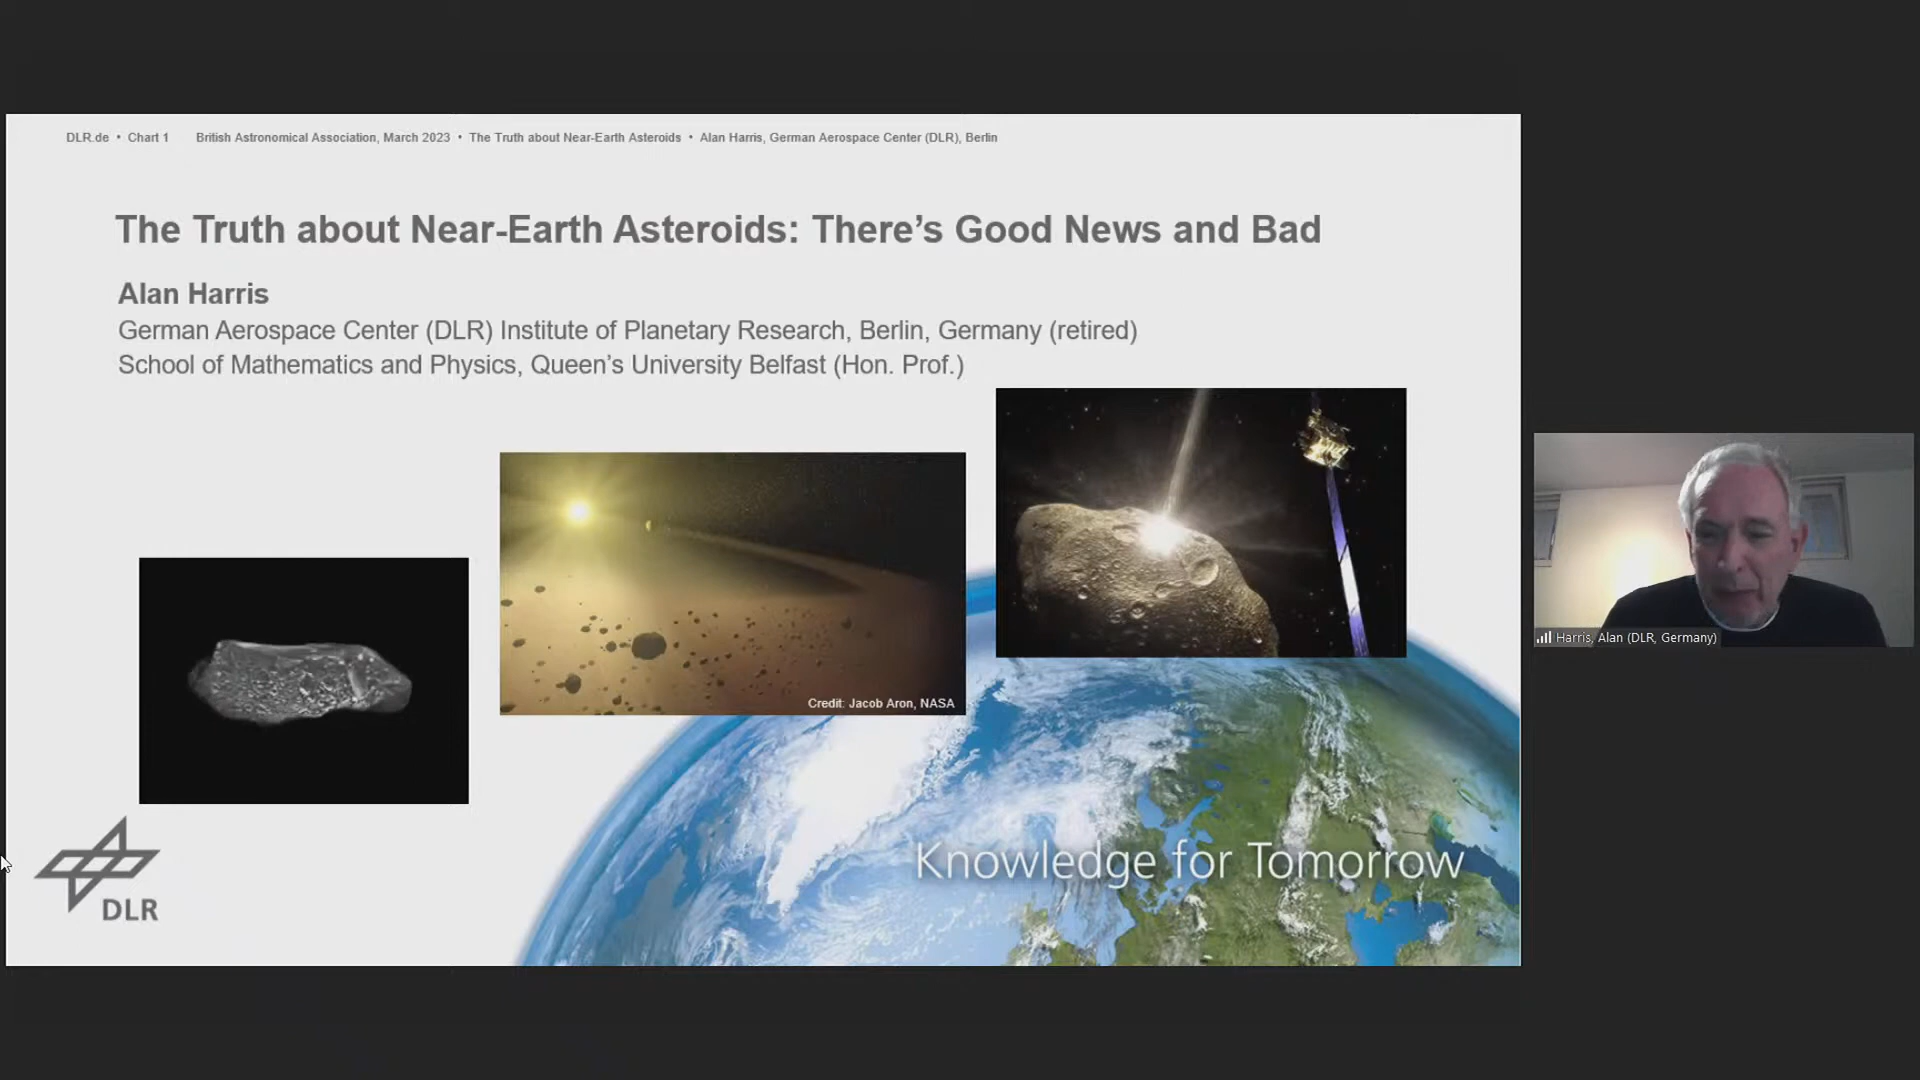 DLR.de • Chart 1 British Astronomical Association, March 2023 • The Truth about Near-Earth Asteroids • Alan Harris, German Aerospace Center (DLR), Berlin
The Truth about Near-Earth Asteroids: There’s Good News and Bad
Alan Harris
German Aerospace Center (DLR) Institute of Planetary Research, Berlin, Germany (retired)
School of Mathematics and Physics, Queen’s University Belfast (Hon. Prof.)
Credit: Jacob Aron, NASA
Harris, Alan (DLR, Germany)
Knowledge for Tomorrow
DLR